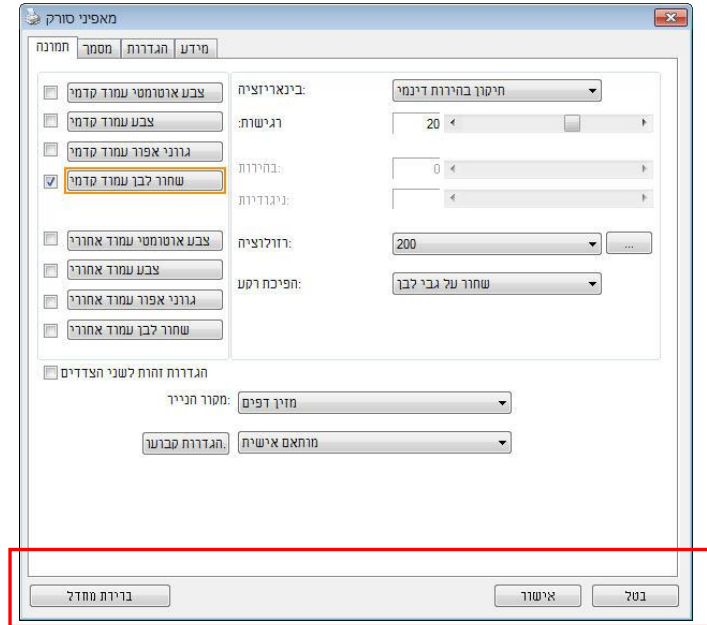 מאפיני סורק
תמונה מסמך הגדרות מידע
צבע אוטומטי עמוד קדמי
צבע עמוד קדמי
גווני אפור עמוד קדמי
שחור לבן עמוד קדמי
צבע אוטומטי עמוד אחורי
צבע עמוד אחורי
גווני אפור עמוד אחורי
שחור לבן עמוד אחורי
בינאריזציה: תיקון בהירות דינמי
רגישות: 20
בהירות: 0
ניגודיות:
רזולוציה: 200 ...
הפיכת רקע: שחור על גבי לבן
הגדרות זהות לשני הצדדים
מקור הנייר: מזין דפים
הגדרות קבועו. מותאם אישית
ברירת מחדל אישור בטל